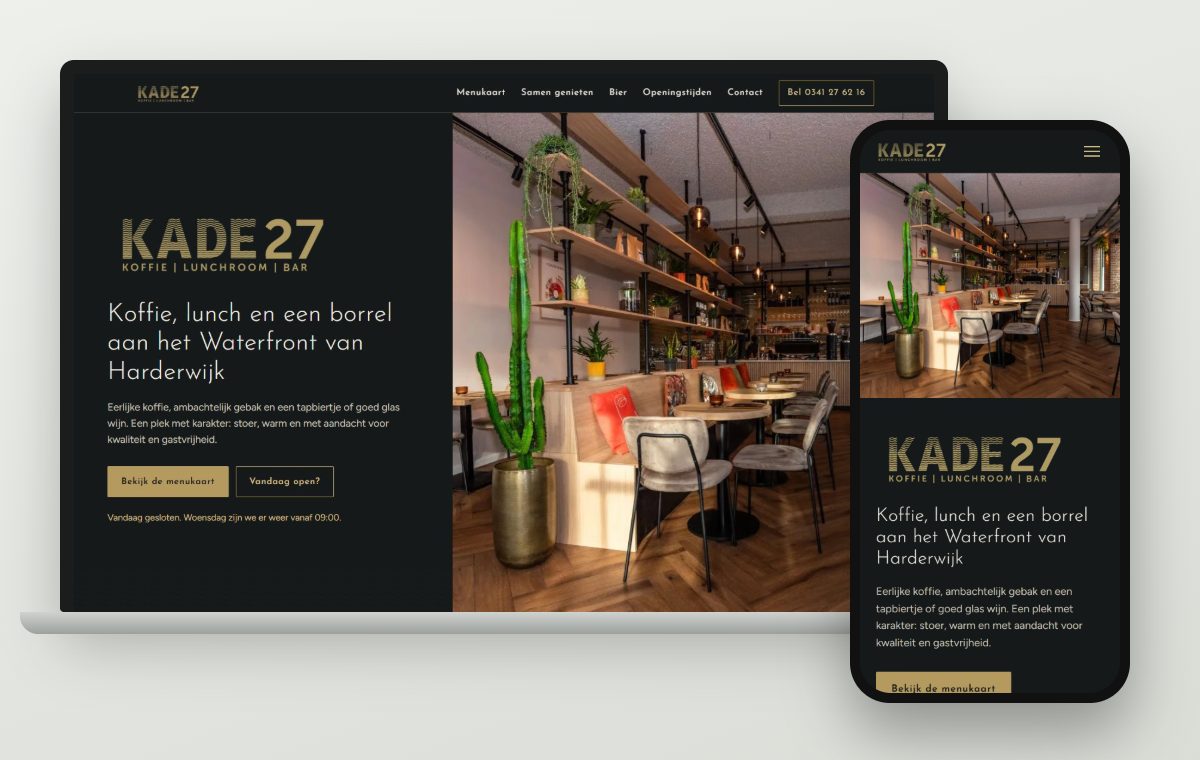 KADE27
KOFFIE | LUNCHROOM | BAR
Menukaart Samen genieten Bier Openingstijden Contact Bel 0341 27 62 16
KADE27
KOFFIE | LUNCHROOM | BAR
Koffie, lunch en een borrel
aan het Waterfront van
Harderwijk
Eerlijke koffie, ambachtelijk gebak en een tapbiertje of goed glas
wijn. Een plek met karakter: stoer, warm en met aandacht voor
kwaliteit en gastvrijheid.
Bekijk de menukaart Vandaag open?
Vandaag gesloten. Woensdag zijn we er weer vanaf 09:00.
KADE27
KOFFIE | LUNCHROOM | BAR
KADE27
KOFFIE | LUNCHROOM | BAR
Koffie, lunch en een borrel
aan het Waterfront van
Harderwijk
Eerlijke koffie, ambachtelijk gebak en een
tapbiertje of goed glas wijn. Een plek met
karakter: stoer, warm en met aandacht voor
kwaliteit en gastvrijheid.
Bekijk de menukaart